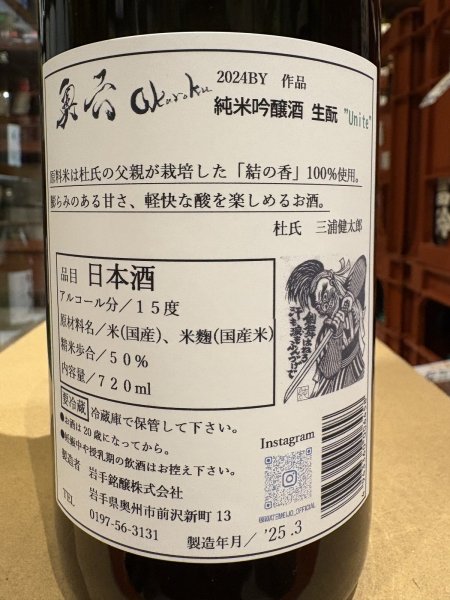 奥六 akuroku
2024BY 作品
純米吟醸酒 生酛 "Unite"
原料米は杜氏の父親が栽培した「結の香」100%使用。
膨らみのある甘さ、軽快な酸を楽しめるお酒。
杜氏 三浦健太郎
品目 日本酒
アルコール分／15度
原材料名／米(国産)、米麹(国産米)
精米歩合／50%
内容量／720ml
要冷蔵 冷蔵庫で保管して下さい。
●お酒は20歳になってから。
●妊娠中や授乳期の飲酒はお控え下さい。
製造者 岩手銘醸株式会社
岩手県奥州市前沢新町13
TEL 0197-56-3131
Instagram
@IWATEMEIJO_OFFICIAL
製造年月／'25.3